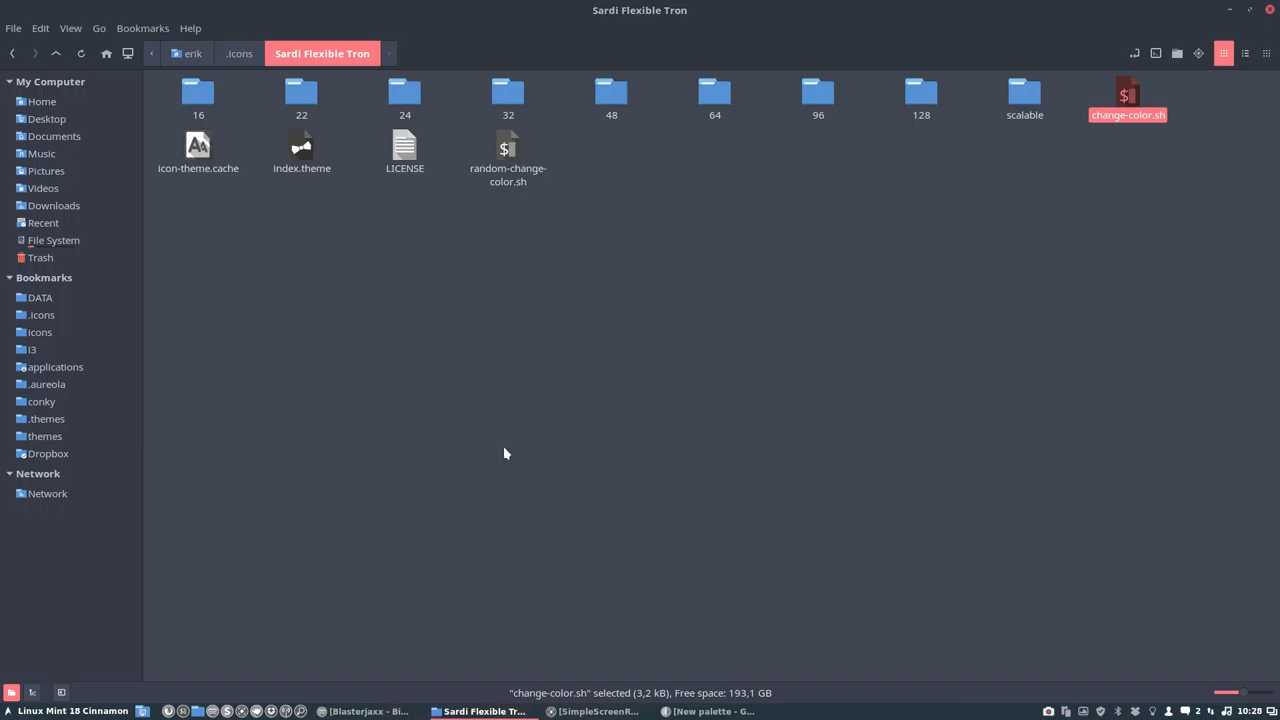 Sardi Flexible Tron
File Edit View Go Bookmarks Help
erik .icons Sardi Flexible Tron
My Computer
Home
Desktop
Documents
Music
Pictures
Videos
Downloads
Recent
File System
Trash
Bookmarks
DATA
.icons
icons
i3
applications
.aureola
conky
.themes
themes
Dropbox
Network
Network
16 22 24 32 48 64 96 128 scalable change-color.sh
icon-theme.cache index.theme LICENSE random-change-
color.sh
"change-color.sh" selected (3,2 kB), Free space: 193,1 GB
Linux Mint 18 Cinnamon [Blasterjaxx - Bi... Sardi Flexible Tr... [SimpleScreenR... [New palette - G... 2 10:28